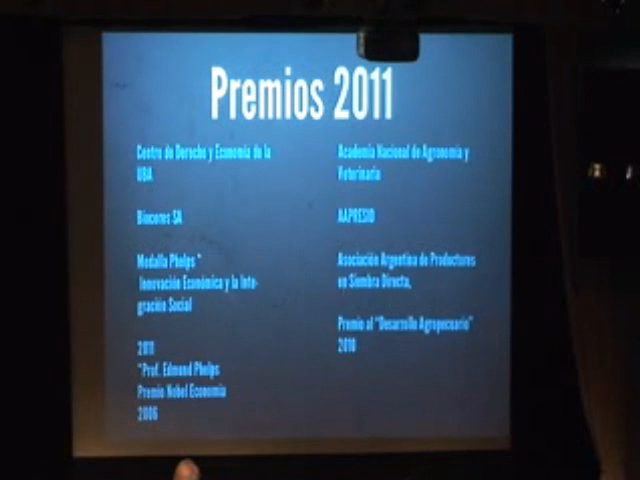 Premios 2011
Centro de Derecho y Economía de la
UBA
Bioceres SA
Medalla Phelps *
Innovación Económica y la Inte-
gración Social
2011
*Prof. Edmund Phelps
Premio Nobel Economía
2006
Academia Nacional de Agronomía y
Veterinaria
AAPRESID
Asociación Argentina de Productores
en Siembra Directa,
Premio al "Desarrollo Agropecuario"
2010